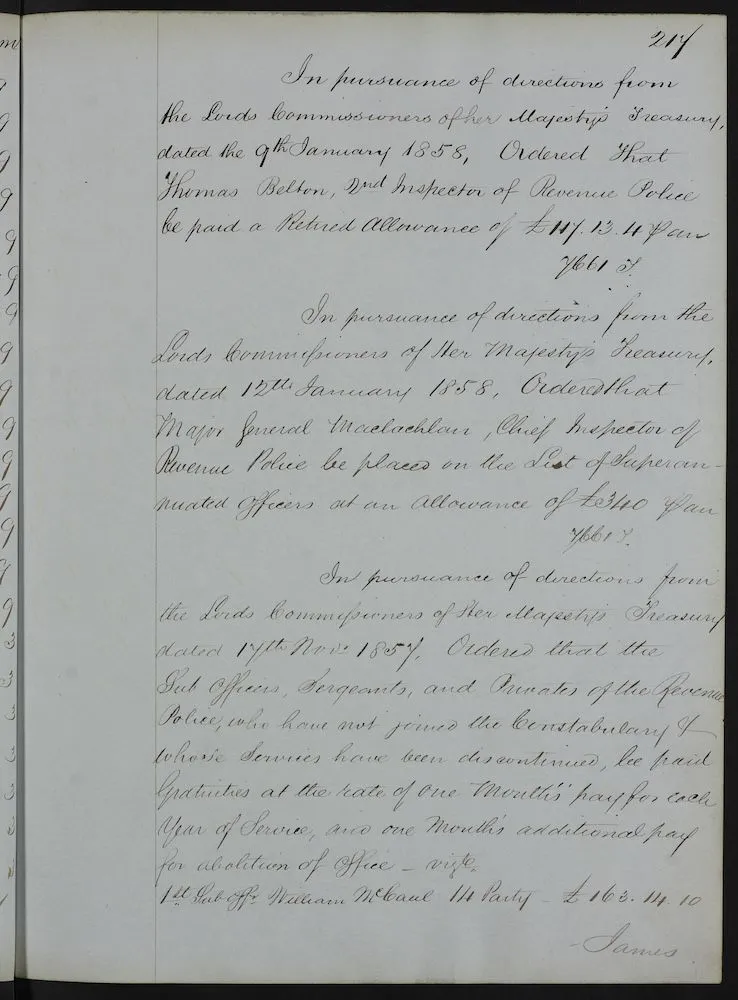 217
In pursuance of directions from
the Lords Commissioners of her Majesty's Treasury,
dated the 9th January 1858, Ordered that
Thomas Belton, 2nd Inspector of Revenue Police
be paid a Retired Allowance of £117.13.4 ⅌ an
7661 T.
In pursuance of directions from the
Lords Commissioners of Her Majesty's Treasury,
dated 12th January 1858, Ordered that
Major General Maclachlan, Chief Inspector of
Revenue Police be placed on the List of Superan-
nuated Officers at an allowance of £340 ⅌ an
7661 T.
In pursuance of directions from
the Lords Commissioners of Her Majesty's Treasury
dated 17th Novr 1857, Ordered that the
Sub Officers, Sergeants, and Privates of the Revenue
Police, who have not joined the Constabulary &
whose Services have been discontinued, be paid
Gratuities at the rate of one Month's pay for each
Year of Service, and one Month's additional pay
for abolition of Office - vizt.
1st Sub Offr William McCaul 14 Party - £163.14.10
- James